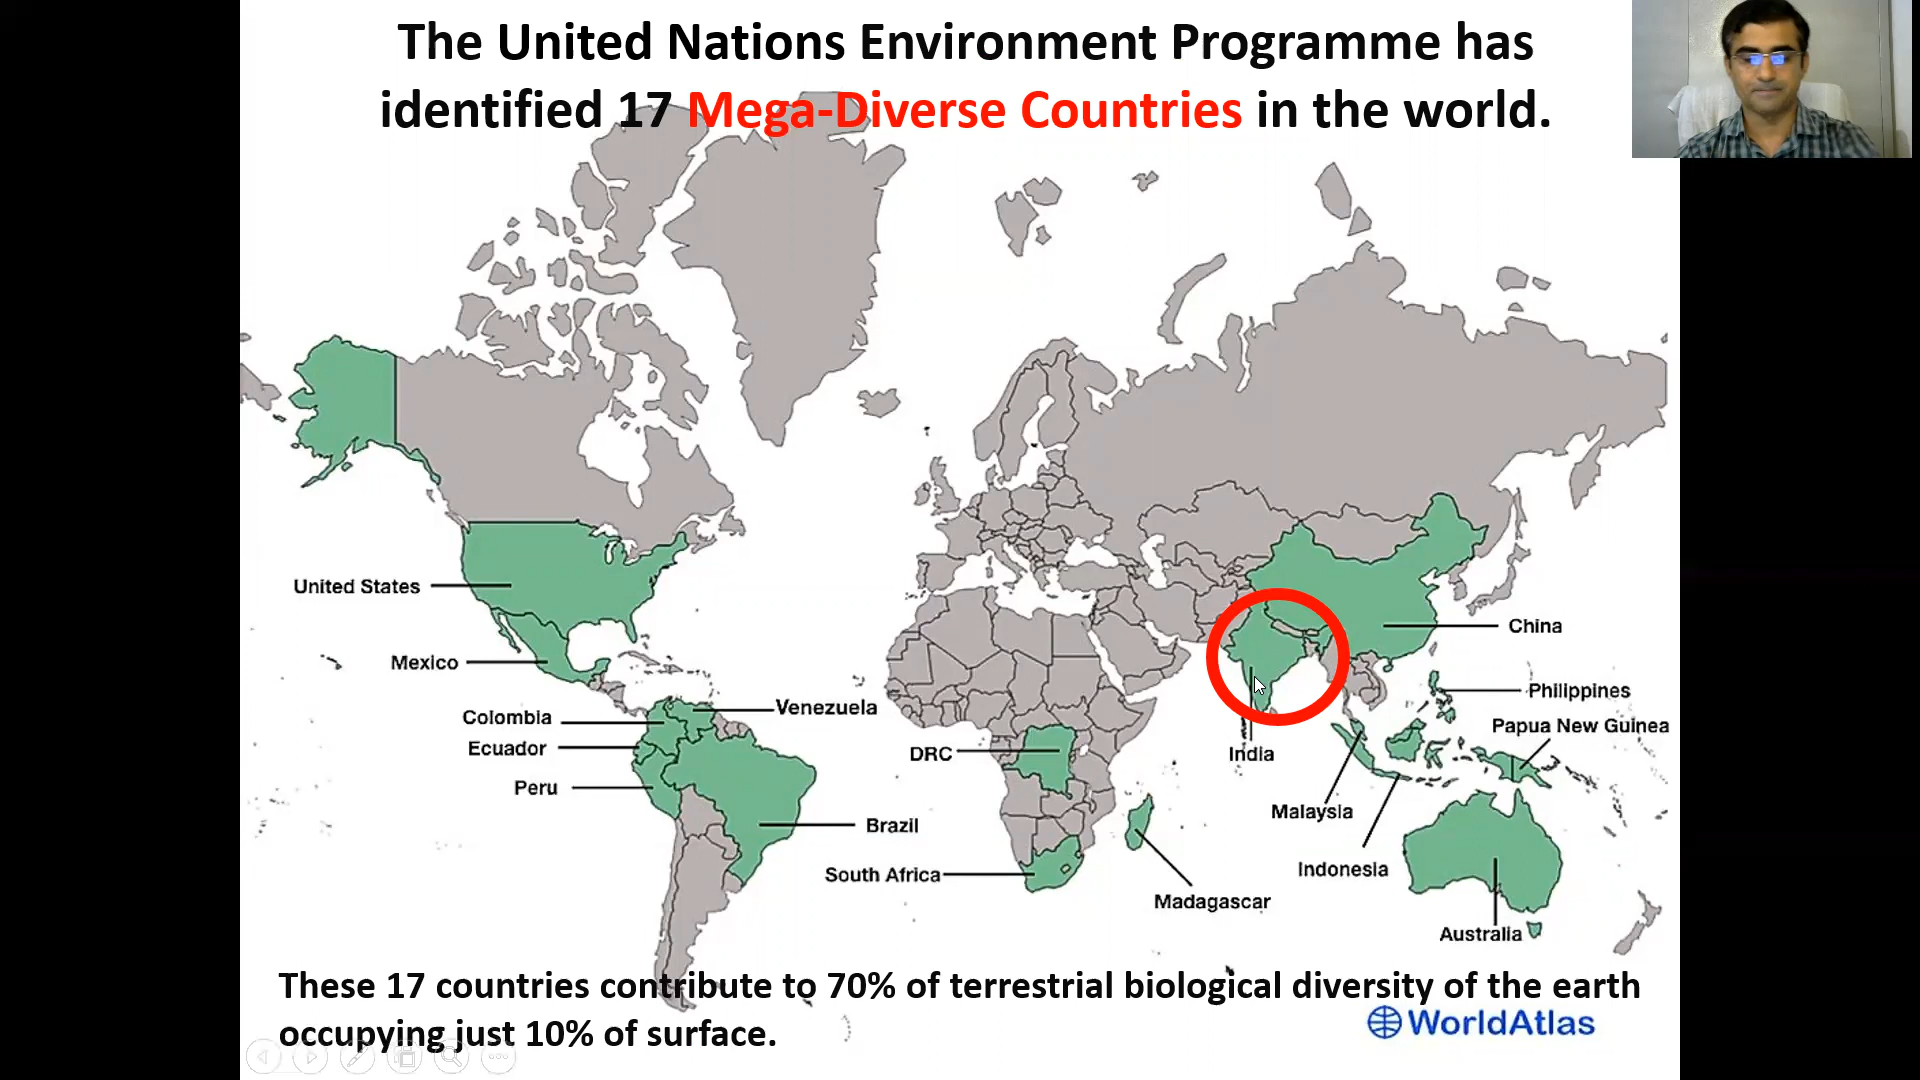 The United Nations Environment Programme has
identified 17 Mega-Diverse Countries in the world.
United States
Mexico
Colombia
Ecuador
Peru
Venezuela
Brazil
DRC
South Africa
Madagascar
India
China
Philippines
Papua New Guinea
Malaysia
Indonesia
Australia
These 17 countries contribute to 70% of terrestrial biological diversity of the earth
occupying just 10% of surface.
WorldAtlas